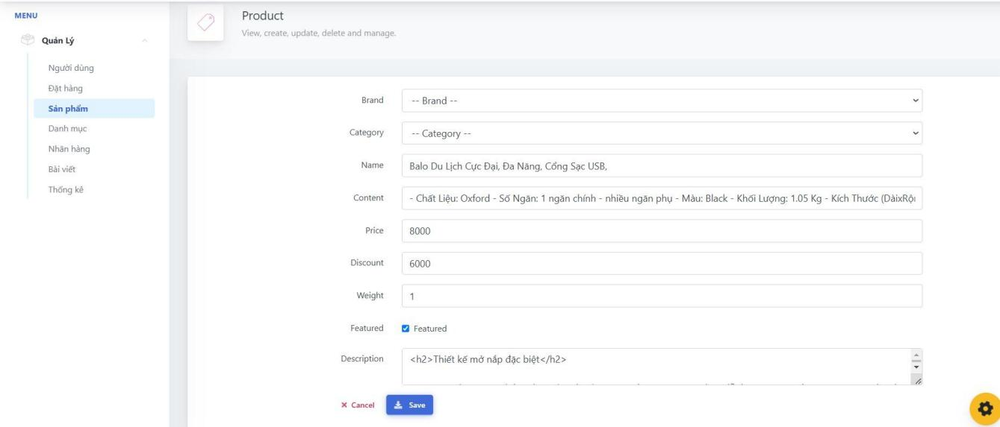 MENU
Quản Lý
Người dùng
Đặt hàng
Sản phẩm
Danh mục
Nhãn hàng
Bài viết
Thống kê
Product
View, create, update, delete and manage.
Brand
-- Brand --
Category
-- Category --
Name
Balo Du Lịch Cực Đại, Đa Năng, Cổng Sạc USB,
Content
- Chất Liệu: Oxford - Số Ngăn: 1 ngăn chính - nhiều ngăn phụ - Màu: Black - Khối Lượng: 1.05 Kg - Kích Thước (DàixRộ
Price
8000
Discount
6000
Weight
1
Featured
Featured
Description
<h2>Thiết kế mở nắp đặc biệt</h2>
Cancel
Save